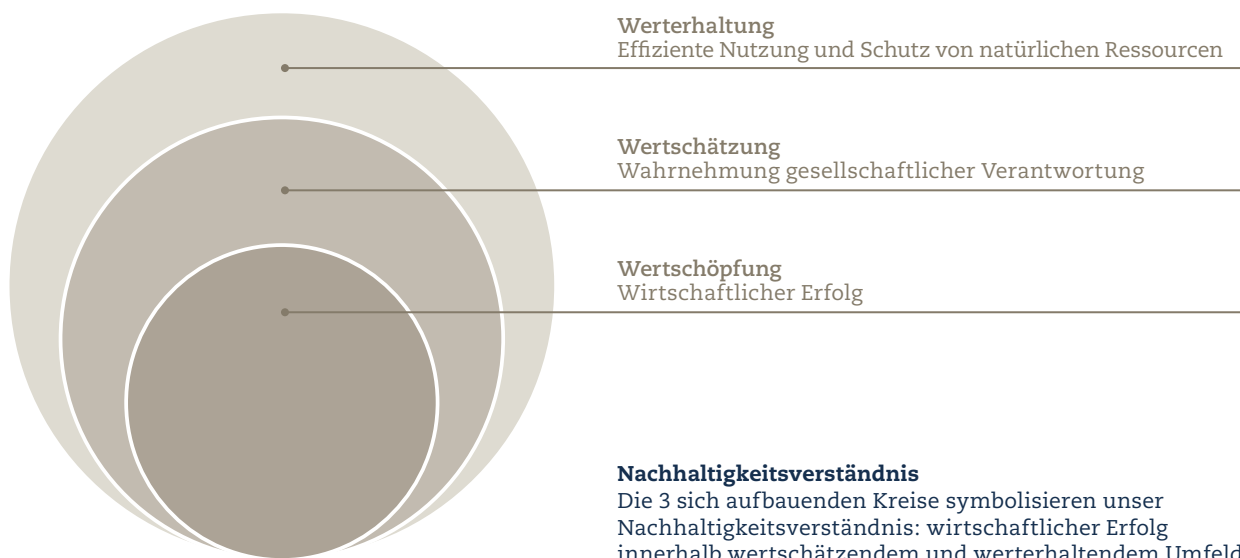 Werterhaltung
Effiziente Nutzung und Schutz von natürlichen Ressourcen
Wertschätzung
Wahrnehmung gesellschaftlicher Verantwortung
Wertschöpfung
Wirtschaftlicher Erfolg
Nachhaltigkeitsverständnis
Die 3 sich aufbauenden Kreise symbolisieren unser
Nachhaltigkeitsverständnis: wirtschaftlicher Erfolg
innerhalb wertschätzendem und werterhaltendem Umfeld